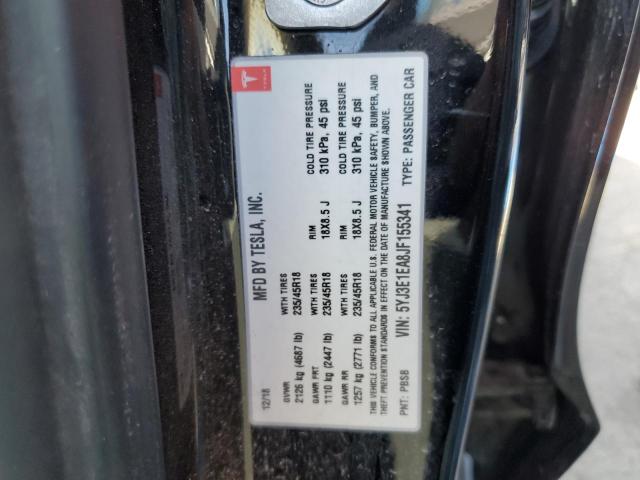 TESLA
MFD BY TESLA, INC.
12/18
GVWR WITH TIRES
2126 kg (4687 lb) 235/45R18
GAWR FRT WITH TIRES RIM COLD TIRE PRESSURE
1110 kg (2447 lb) 235/45R18 18X8.5 J 310 kPa, 45 psi
GAWR RR WITH TIRES RIM COLD TIRE PRESSURE
1257 kg (2771 lb) 235/45R18 18X8.5 J 310 kPa, 45 psi
THIS VEHICLE CONFORMS TO ALL APPLICABLE U.S. FEDERAL MOTOR VEHICLE SAFETY, BUMPER, AND
THEFT PREVENTION STANDARDS IN EFFECT ON THE DATE OF MANUFACTURE SHOWN ABOVE.
VIN: 5YJ3E1EA8JF155341
PNT: PBSB TYPE: PASSENGER CAR